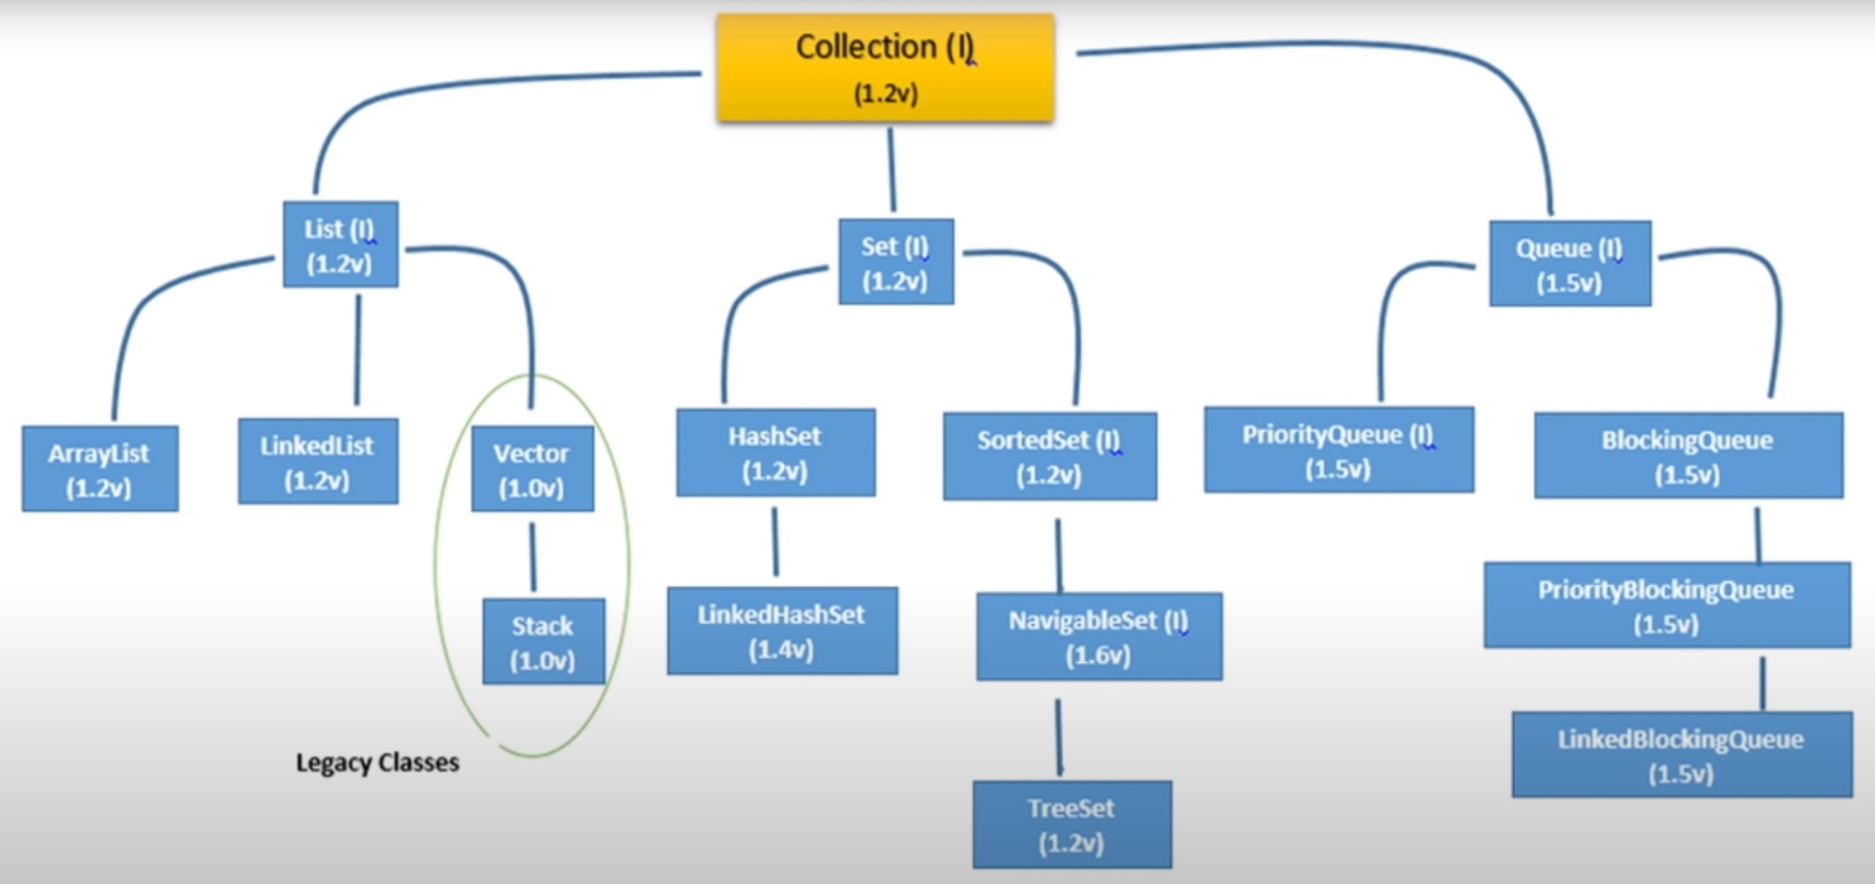 Collection (I)
(1.2v)
List (I)
(1.2v)
Set (I)
(1.2v)
Queue (I)
(1.5v)
ArrayList
(1.2v)
LinkedList
(1.2v)
Vector
(1.0v)
HashSet
(1.2v)
SortedSet (I)
(1.2v)
PriorityQueue (I)
(1.5v)
BlockingQueue
(1.5v)
Stack
(1.0v)
LinkedHashSet
(1.4v)
NavigableSet (I)
(1.6v)
PriorityBlockingQueue
(1.5v)
Legacy Classes
LinkedBlockingQueue
(1.5v)
TreeSet
(1.2v)